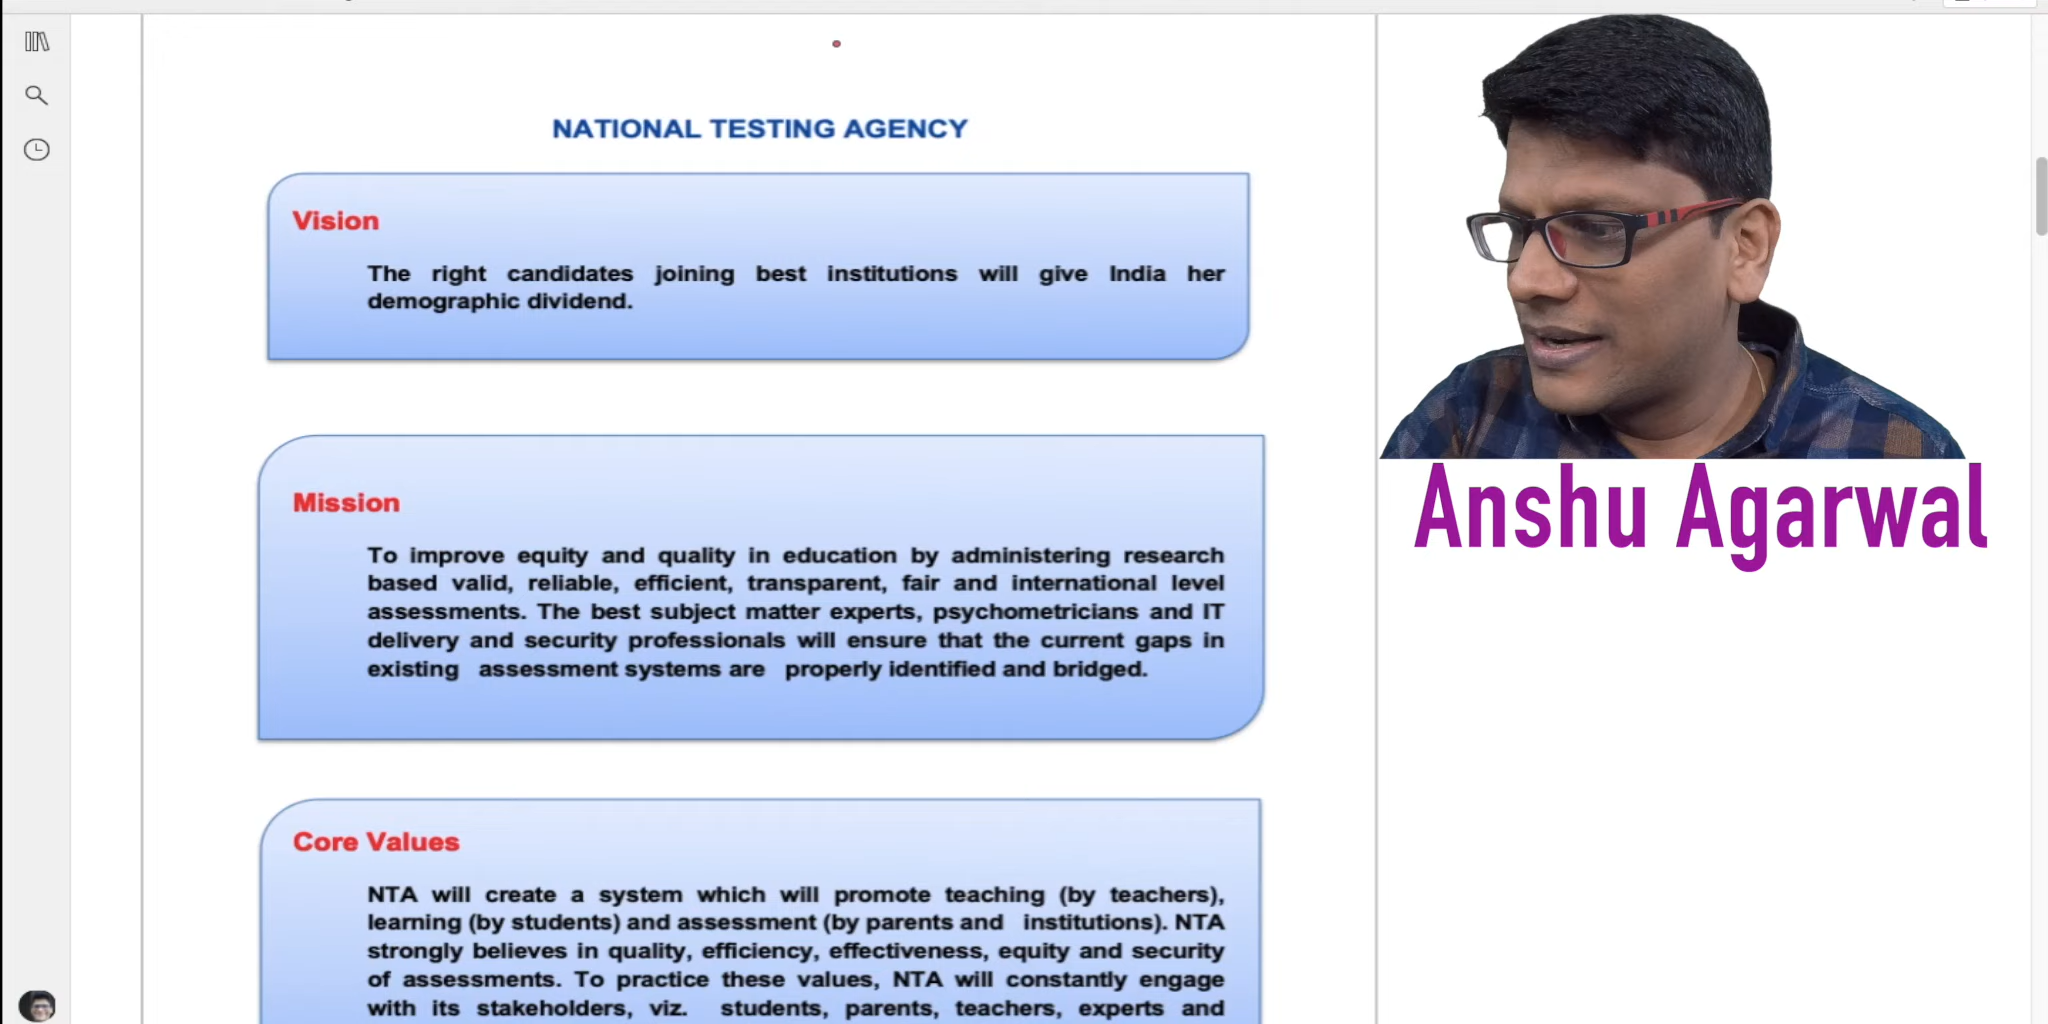 NATIONAL TESTING AGENCY
Vision
The right candidates joining best institutions will give India her
demographic dividend.
Mission
To improve equity and quality in education by administering research
based valid, reliable, efficient, transparent, fair and international level
assessments. The best subject matter experts, psychometricians and IT
delivery and security professionals will ensure that the current gaps in
existing assessment systems are properly identified and bridged.
Core Values
NTA will create a system which will promote teaching (by teachers),
learning (by students) and assessment (by parents and institutions). NTA
strongly believes in quality, efficiency, effectiveness, equity and security
of assessments. To practice these values, NTA will constantly engage
with its stakeholders, viz. students, parents, teachers, experts and
Anshu Agarwal